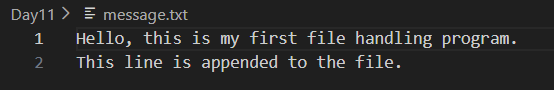 Day11 > message.txt
1 Hello, this is my first file handling program.
2 This line is appended to the file.